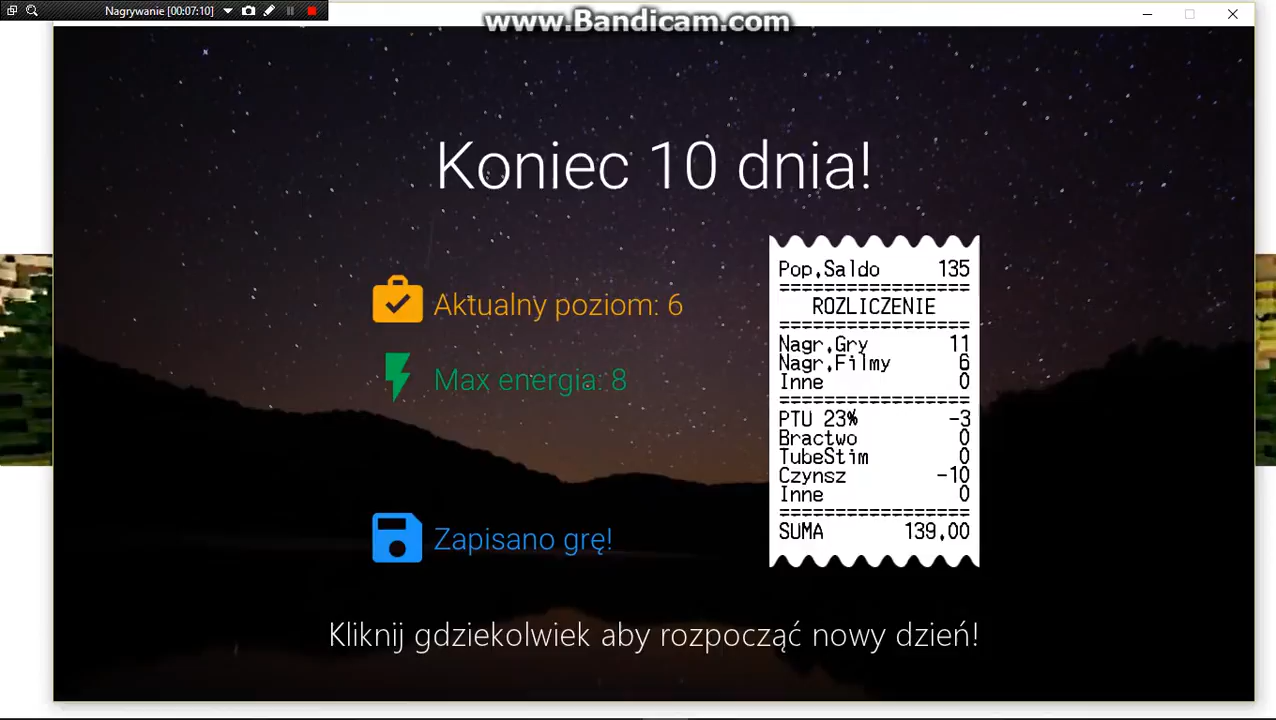 Nagrywanie [00:07:10]
www.Bandicam.com
Koniec 10 dnia!
Aktualny poziom: 6
Max energia: 8
Zapisano grę!
Pop.Saldo 135
====================
ROZLICZENIE
====================
Nagr.Gry 11
Nagr.Filmy 6
Inne 0
====================
PTU 23% -3
Bractwo 0
TubeStim 0
Czynsz -10
Inne 0
====================
SUMA 139.00
Kliknij gdziekolwiek aby rozpocząć nowy dzień!